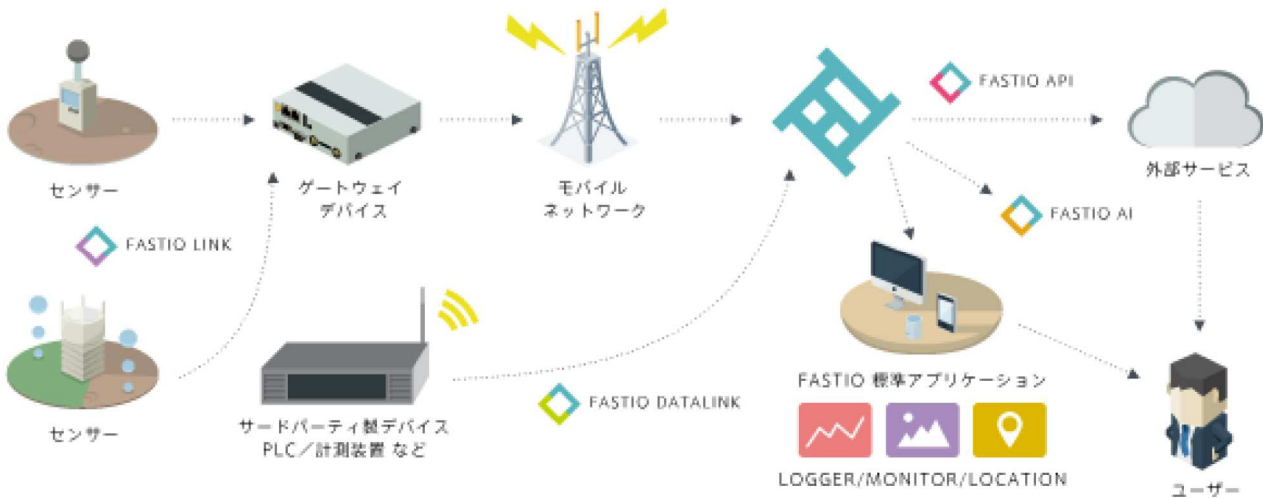 FASTIO API
センサー
ゲートウェイ
デバイス
モバイル
ネットワーク
外部サービス
FASTIO LINK
FASTIO AI
センサー
サードパーティ製デバイス
PLC／計測装置 など
FASTIO DATALINK
FASTIO 標準アプリケーション
LOGGER/MONITOR/LOCATION
ユーザー